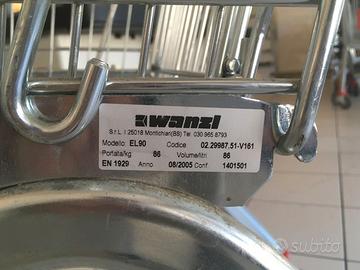 wanzl
S.r.L. I 25018 Montichiari(BS) Tel. 030 965 8793
Modello EL90 Codice 02.29987.51-V161
Portata/kg 86 Volume/litri 86
EN 1929 Anno 08/2005 Conf. 1401501
subito